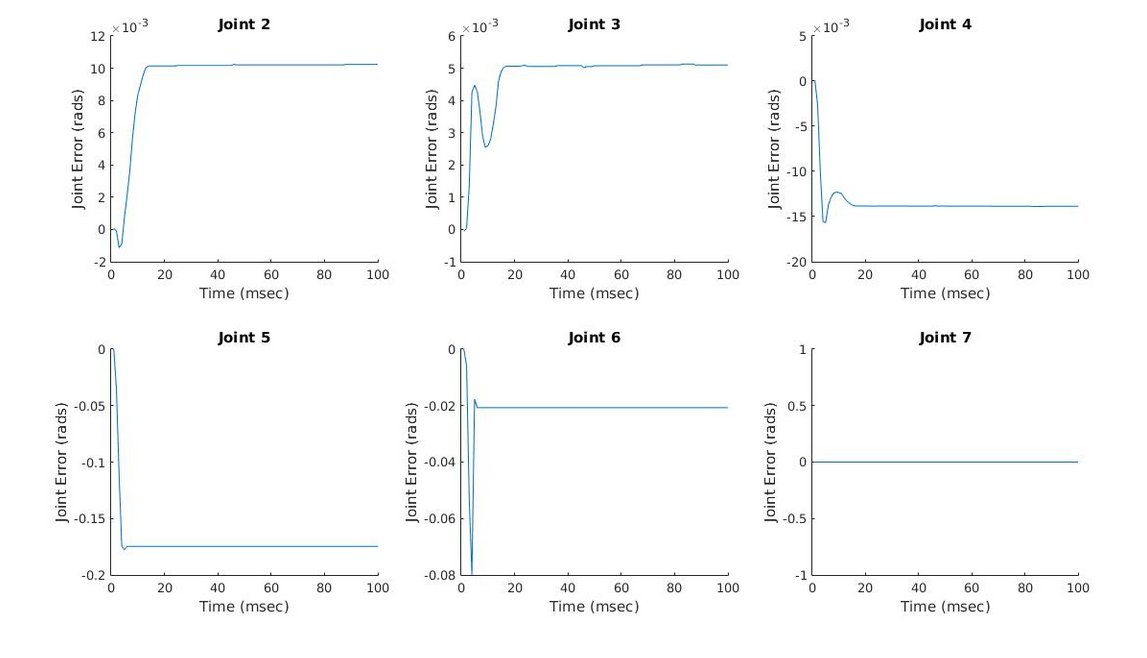 ×10-3
Joint 2
12
10
8
6
4
2
0
-2
Joint Error (rads)
0 20 40 60 80 100
Time (msec)
×10-3
Joint 3
6
5
4
3
2
1
0
-1
Joint Error (rads)
0 20 40 60 80 100
Time (msec)
×10-3
Joint 4
5
0
-5
-10
-15
-20
Joint Error (rads)
0 20 40 60 80 100
Time (msec)
Joint 5
0
-0.05
-0.1
-0.15
-0.2
Joint Error (rads)
0 20 40 60 80 100
Time (msec)
Joint 6
0
-0.02
-0.04
-0.06
-0.08
Joint Error (rads)
0 20 40 60 80 100
Time (msec)
Joint 7
1
0.5
0
-0.5
-1
Joint Error (rads)
0 20 40 60 80 100
Time (msec)